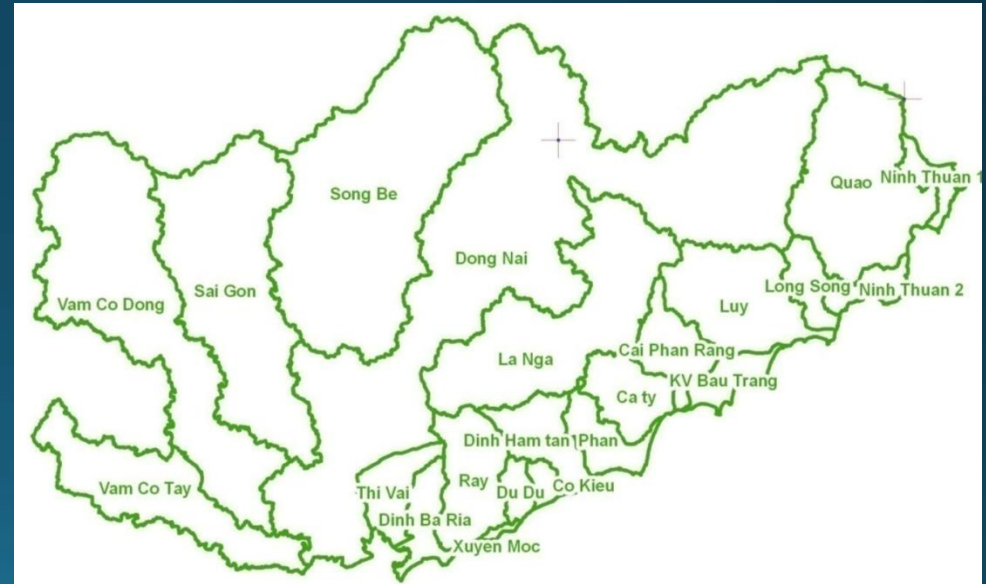 Song Be
Quao
Ninh Thuan 1
Dong Nai
Sai Gon
Vam Co Dong
Long Song
Ninh Thuan 2
Luy
La Nga
Cai Phan Rang
KV Bau Trang
Ca ty
Dinh
Ham tan1
Phan
Vam Co Tay
Thi Vai
Ray
Du Du
Co Kieu
Dinh Ba Ria
Xuyen Moc